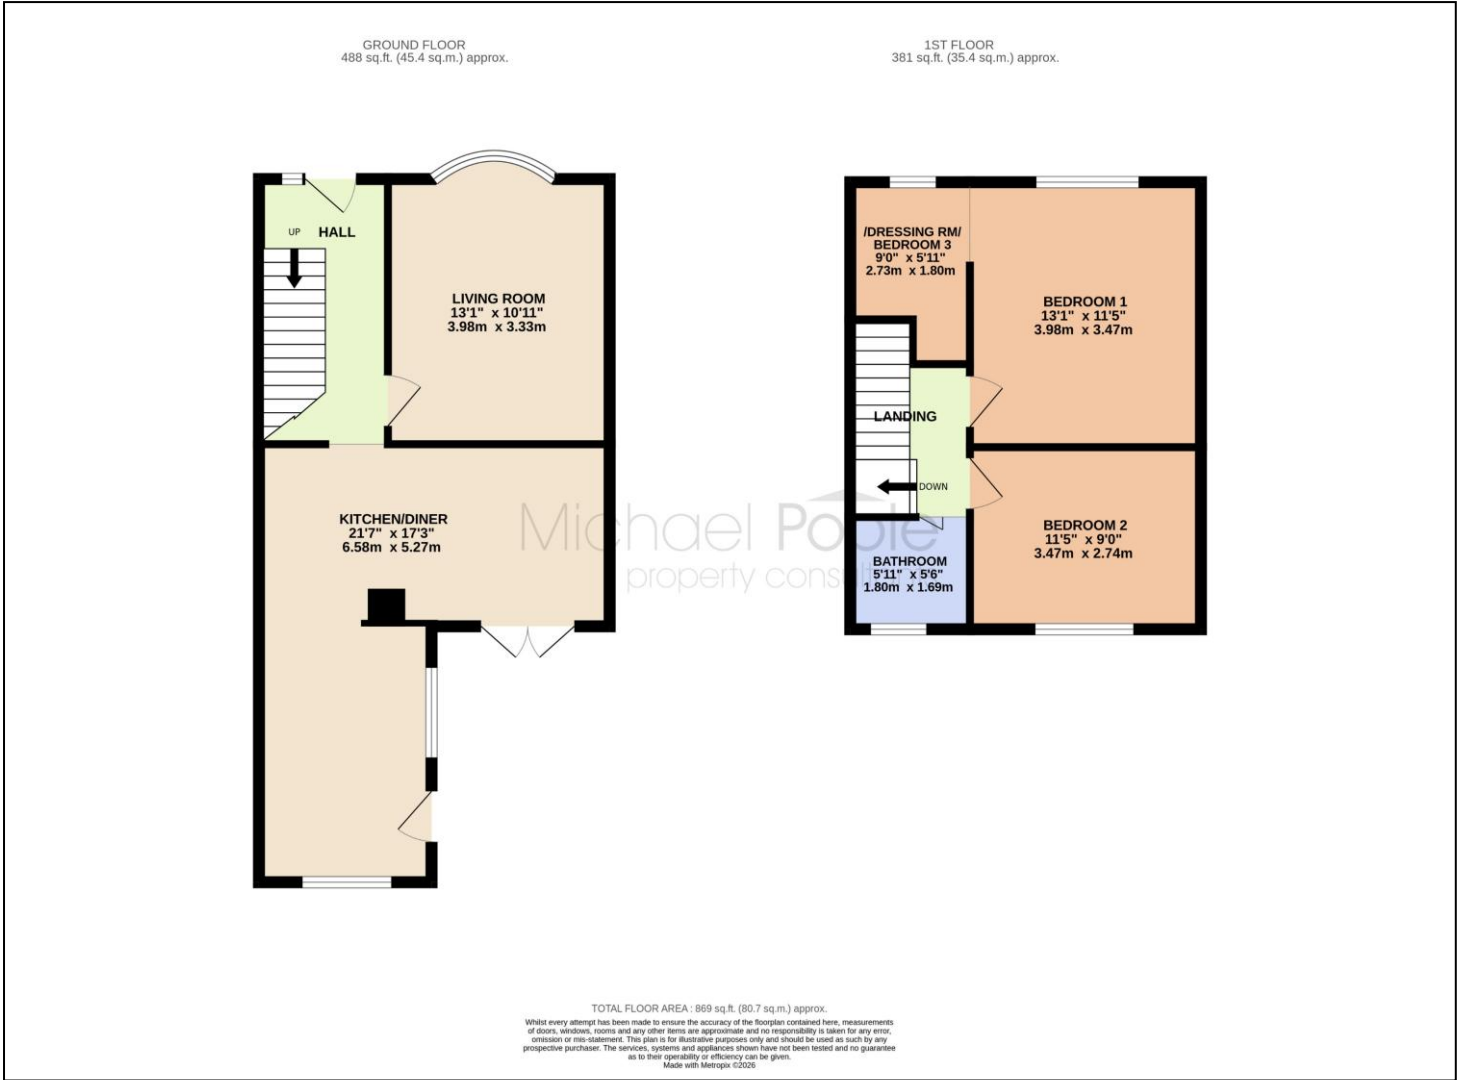 GROUND FLOOR
488 sq.ft. (45.4 sq.m.) approx.
1ST FLOOR
381 sq.ft. (35.4 sq.m.) approx.
UP
HALL
LIVING ROOM
13'1" x 10'11"
3.98m x 3.33m
KITCHEN/DINER
21'7" x 17'3"
6.58m x 5.27m
/DRESSING RM/
BEDROOM 3
9'0" x 5'11"
2.73m x 1.80m
BEDROOM 1
13'1" x 11'5"
3.98m x 3.47m
LANDING
DOWN
BEDROOM 2
11'5" x 9'0"
3.47m x 2.74m
BATHROOM
5'11" x 5'6"
1.80m x 1.69m
Michael Poole
property
TOTAL FLOOR AREA : 869 sq.ft. (80.7 sq.m.) approx.
Whilst every attempt has been made to ensure the accuracy of the floorplan contained here, measurements
of doors, windows, rooms and any other items are approximate and no responsibility is taken for any error,
omission or mis-statement. This plan is for illustrative purposes only and should be used as such by any
prospective purchaser. The services, systems and appliances shown have not been tested and no guarantee
as to their operability or efficiency can be given.
Made with Metropix ©2026